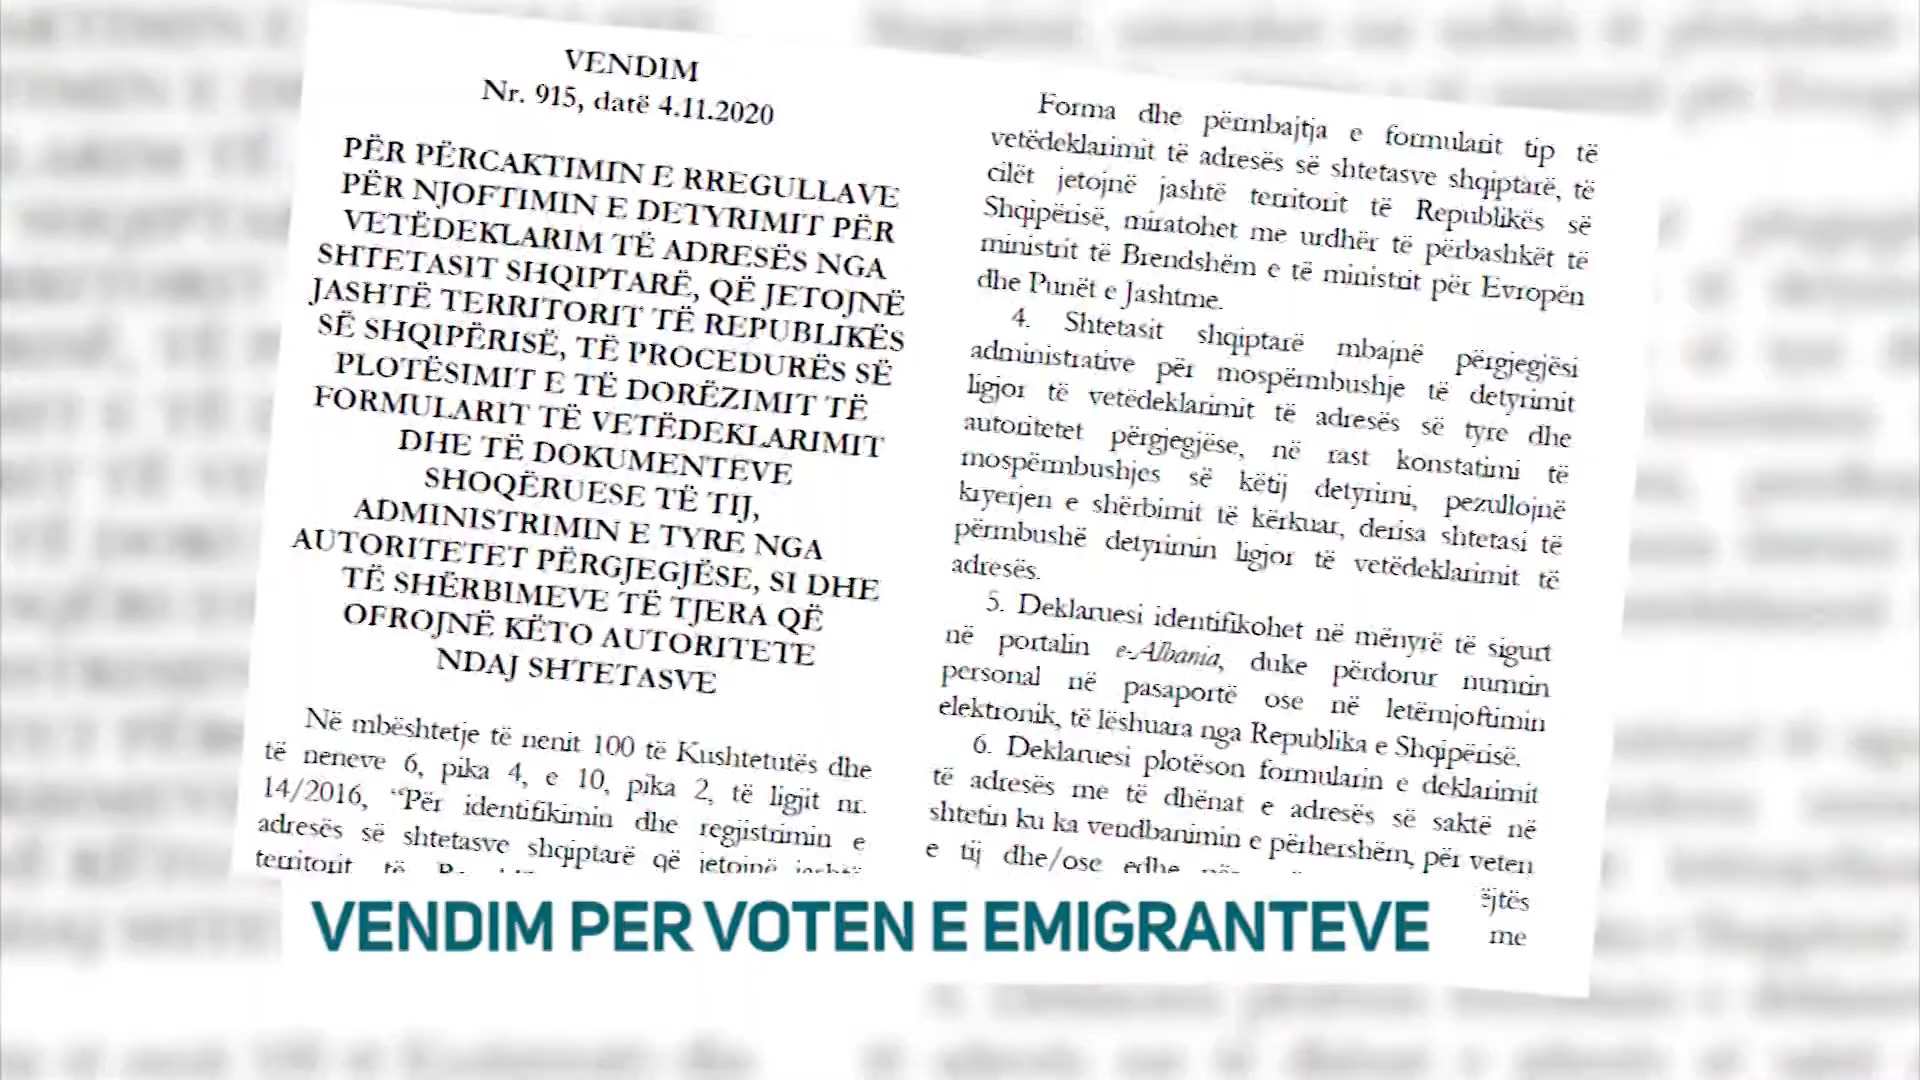 VENDIM
Nr. 915, datë 4.11.2020
PËR PËRCAKTIMIN E RREGULLAVE
PËR NJOFTIMIN E DETYRIMIT PËR
VETËDEKLARIM TË ADRESËS NGA
SHTETASIT SHQIPTARË, QË JETOJNË
JASHTË TERRITORIT TË REPUBLIKËS
SË SHQIPËRISË, TË PROCEDURËS SË
PLOTËSIMIT E TË DORËZIMIT TË
FORMULARIT TË VETËDEKLARIMIT
DHE TË DOKUMENTEVE
SHOQËRUESE TË TIJ,
ADMINISTRIMIN E TYRE NGA
AUTORITETET PËRGJEGJËSE, SI DHE
TË SHËRBIMEVE TË TJERA QË
OFROJNË KËTO AUTORITETE
NDAJ SHTETASVE
Në mbështetje të nenit 100 të Kushtetutës dhe
të neneve 6, pika 4, e 10, pika 2, të ligjit nr.
14/2016, “Për identifikimin dhe regjistrimin e
adresës së shtetasve shqiptarë që jetojnë jashtë
territorit të
Forma dhe përmbajtja e formularit tip të
vetëdeklarimit të adresës së shtetasve shqiptarë, të
cilët jetojnë jashtë territorit të Republikës së
Shqipërisë, miratohet me urdhër të përbashkët të
ministrit të Brendshëm e të ministrit për Evropën
dhe Punët e Jashtme.
4. Shtetasit shqiptarë mbajnë përgjegjësi
administrative për mospërmbushje të detyrimit
ligjor të vetëdeklarimit të adresës së tyre dhe
autoritetet përgjegjëse, në rast konstatimi të
mospërmbushjes së këtij detyrimi, pezullojnë
kryerjen e shërbimit të kërkuar, derisa shtetasi të
përmbushë detyrimin ligjor të vetëdeklarimit të
adresës.
5. Deklaruesi identifikohet në mënyrë të sigurt
në portalin e-Albania, duke përdorur numrin
personal në pasaportë ose në letërnjoftimin
elektronik, të lëshuara nga Republika e Shqipërisë.
6. Deklaruesi plotëson formularin e deklarimit
të adresës me të dhënat e adresës së saktë në
shtetin ku ka vendbanimin e përhershëm, për veten
e tij dhe/ose edhe për
ëjtës
me
VENDIM PER VOTEN E EMIGRANTEVE